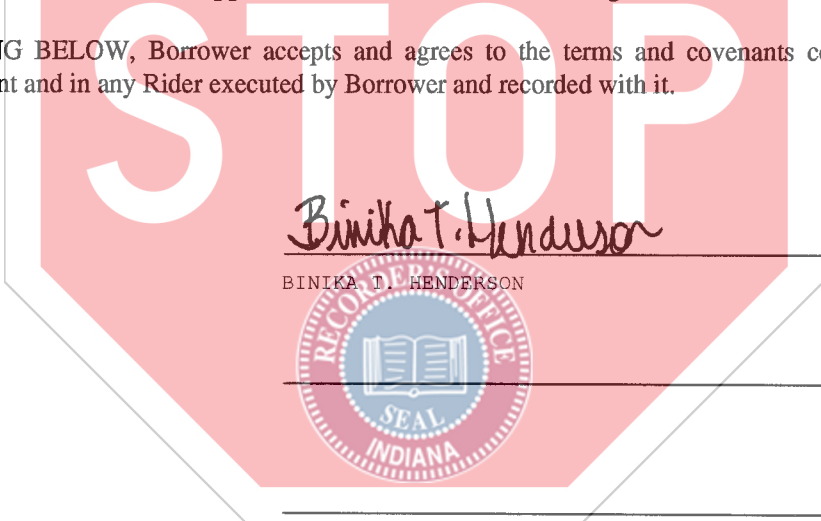 NG BELOW, Borrower accepts and agrees to the terms and covenants
nt and in any Rider executed by Borrower and recorded with it.
STOP
Binika T. Henderson
BINIKA T. HENDERSON
RECORDER'S OFFICE
SEAL
INDIANA